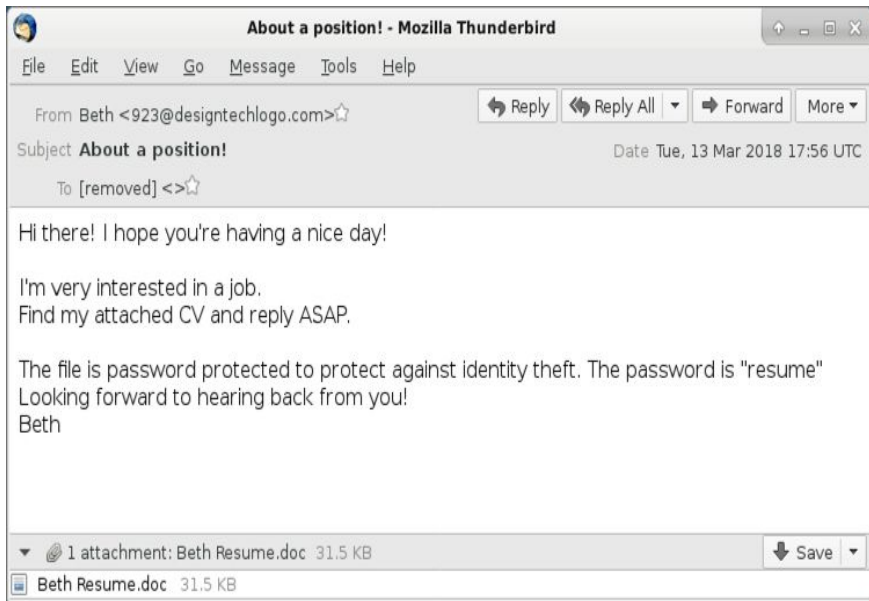 About a position! - Mozilla Thunderbird
File Edit View Go Message Tools Help
From Beth <923@designtechlogo.com> Reply Reply All Forward More
Subject About a position! Date Tue, 13 Mar 2018 17:56 UTC
To [removed] <>
Hi there! I hope you're having a nice day!
I'm very interested in a job.
Find my attached CV and reply ASAP.
The file is password protected to protect against identity theft. The password is "resume"
Looking forward to hearing back from you!
Beth
1 attachment: Beth Resume.doc 31.5 KB Save
Beth Resume.doc 31.5 KB